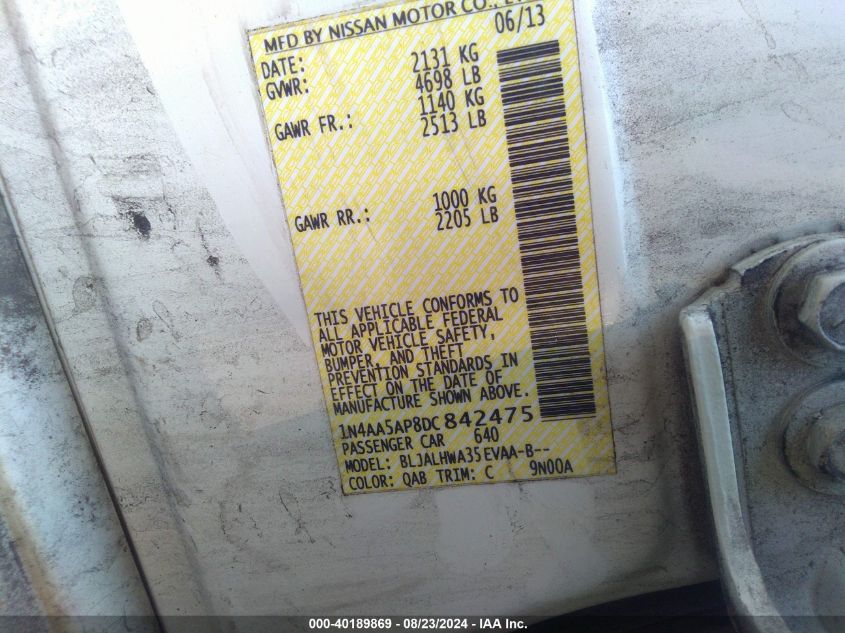 MFD BY NISSAN MOTOR CO.,
DATE: 06/13
GVWR: 2131 KG
4698 LB
GAWR FR.: 1140 KG
2513 LB
GAWR RR.: 1000 KG
2205 LB
THIS VEHICLE CONFORMS TO
ALL APPLICABLE FEDERAL
MOTOR VEHICLE SAFETY,
BUMPER, AND THEFT
PREVENTION STANDARDS IN
EFFECT ON THE DATE OF
MANUFACTURE SHOWN ABOVE.
1N4AA5AP8DC842475
PASSENGER CAR 640
MODEL: BLJALHWA35EVAA-B--
COLOR: QAB TRIM: C 9N00A
000-40189869 - 08/23/2024 - IAA Inc.